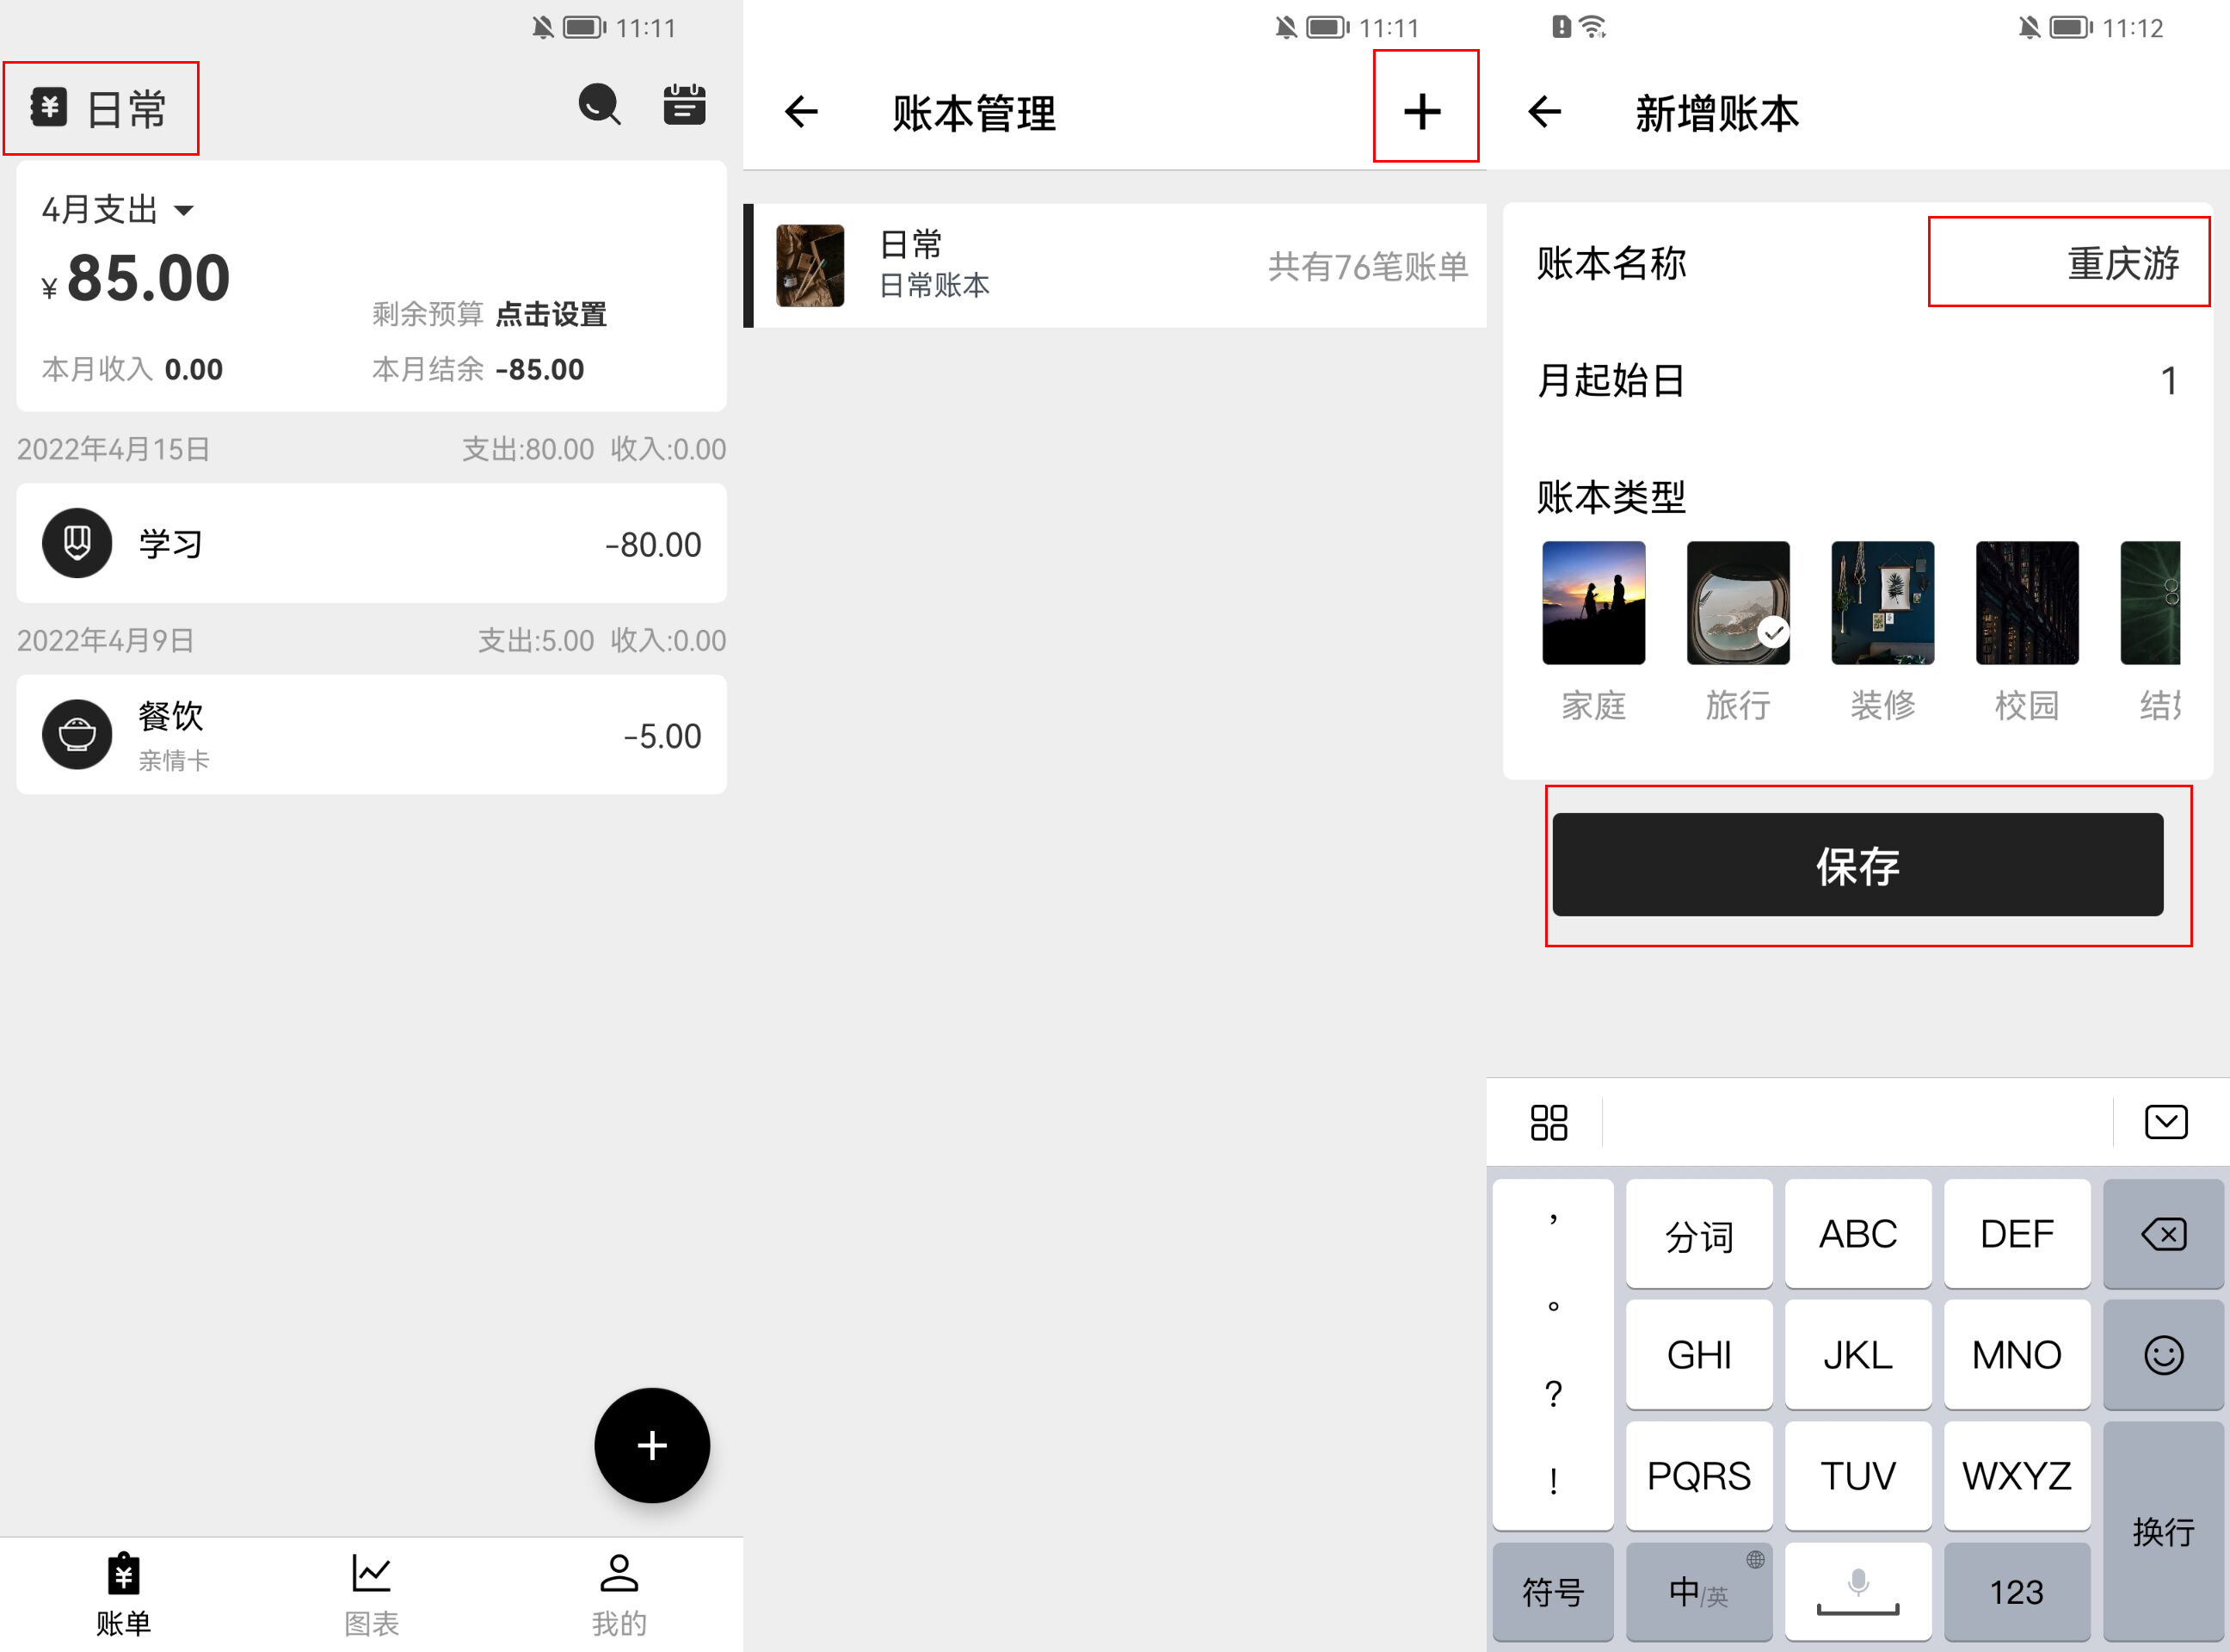 11:11
日常
4月支出
¥ 85.00
剩余预算 点击设置
本月收入 0.00 本月结余 -85.00
2022年4月15日 支出:80.00 收入:0.00
学习 -80.00
2022年4月9日 支出:5.00 收入:0.00
餐饮
亲情卡
-5.00
+
账单 图表 我的
11:11
账本管理 +
日常
日常账本
共有76笔账单
11:12
新增账本
账本名称 重庆游
月起始日 1
账本类型
家庭 旅行 装修 校园
保存
， 分词 ABC DEF
。 GHI JKL MNO
? PQRS TUV WXYZ
! 换行
符号 中/英 123